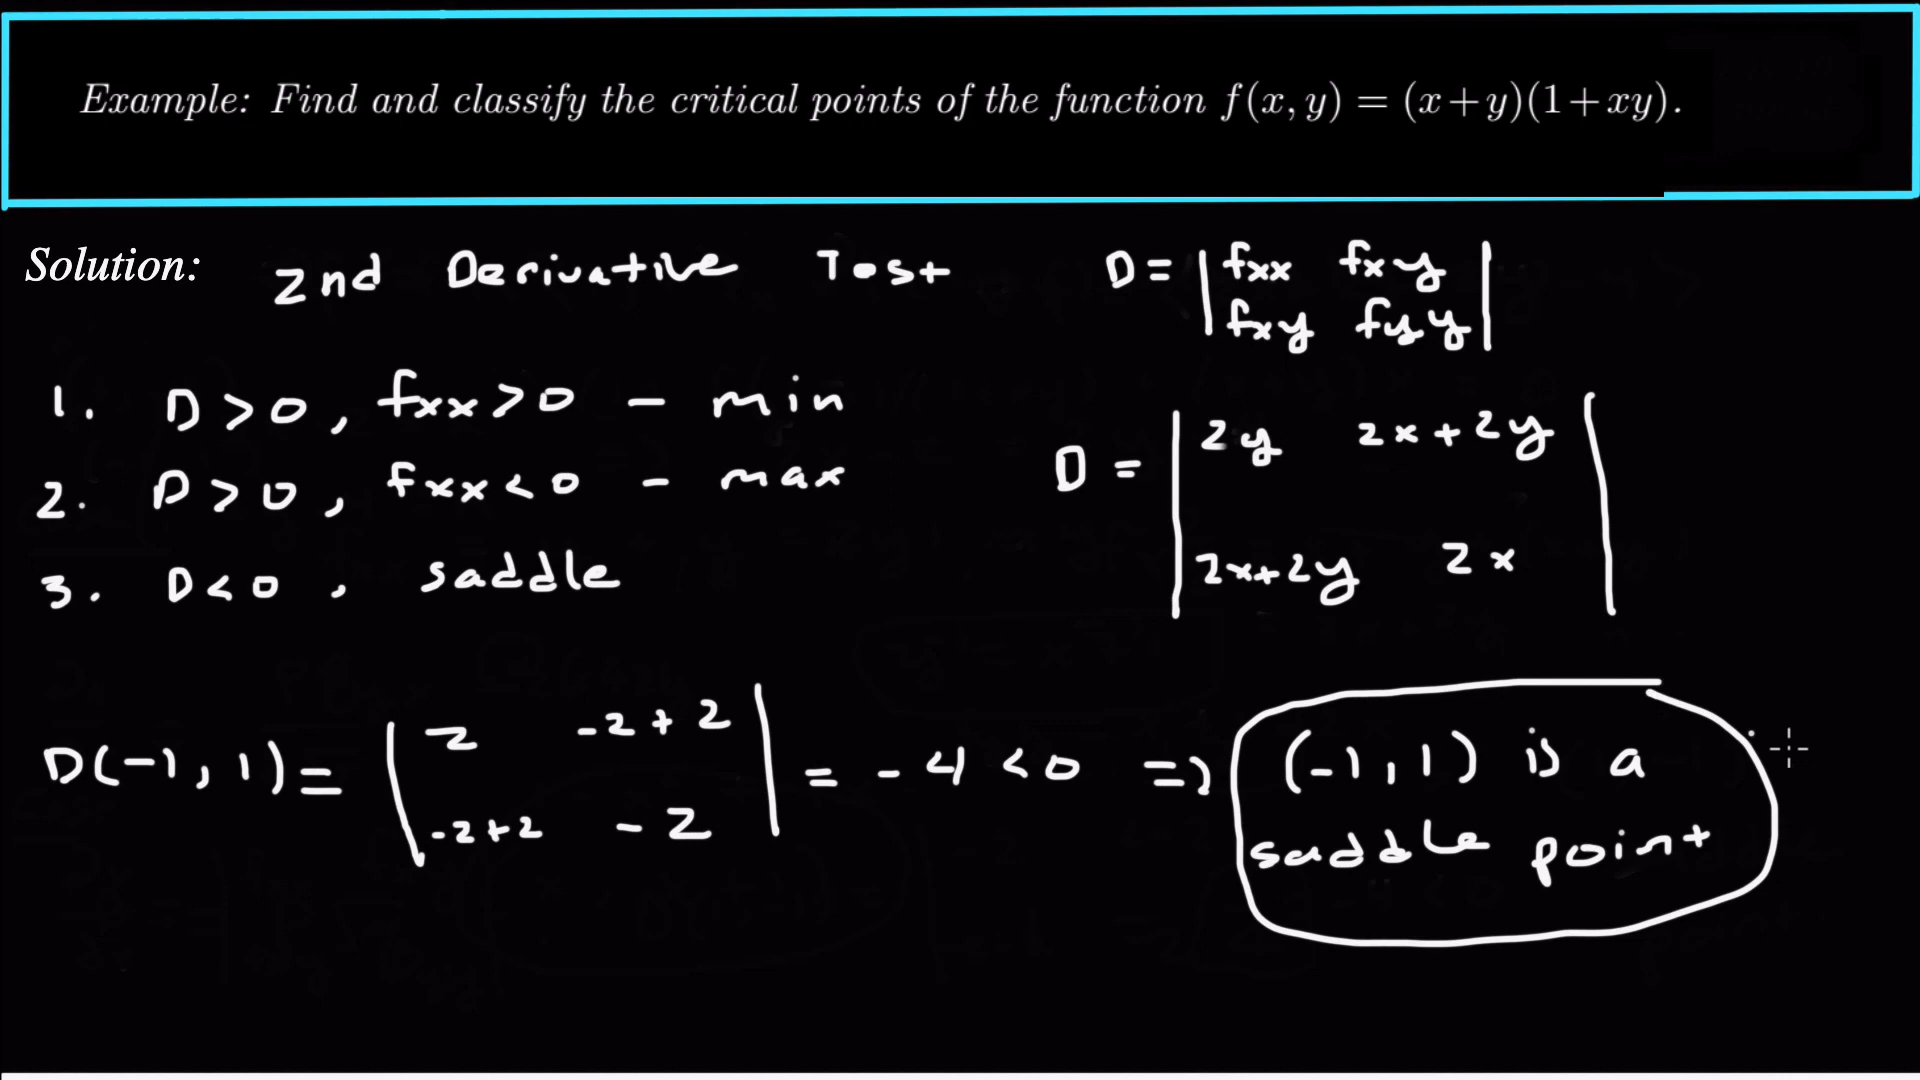 Example: Find and classify the critical points of the function f(x, y) = (x+y)(1+xy).
Solution: 2nd Derivative Test
D = | fxx fxy |
| fxy fyy |
1. D>0, fxx>0 - min
2. D>0, fxx<0 - max
3. D<0, saddle
D = | 2y 2x+2y |
| 2x+2y 2x |
D(-1,1) = | 2 -2+2 | = -4 <0 => (-1,1) is a
| -2+2 -2 | saddle point